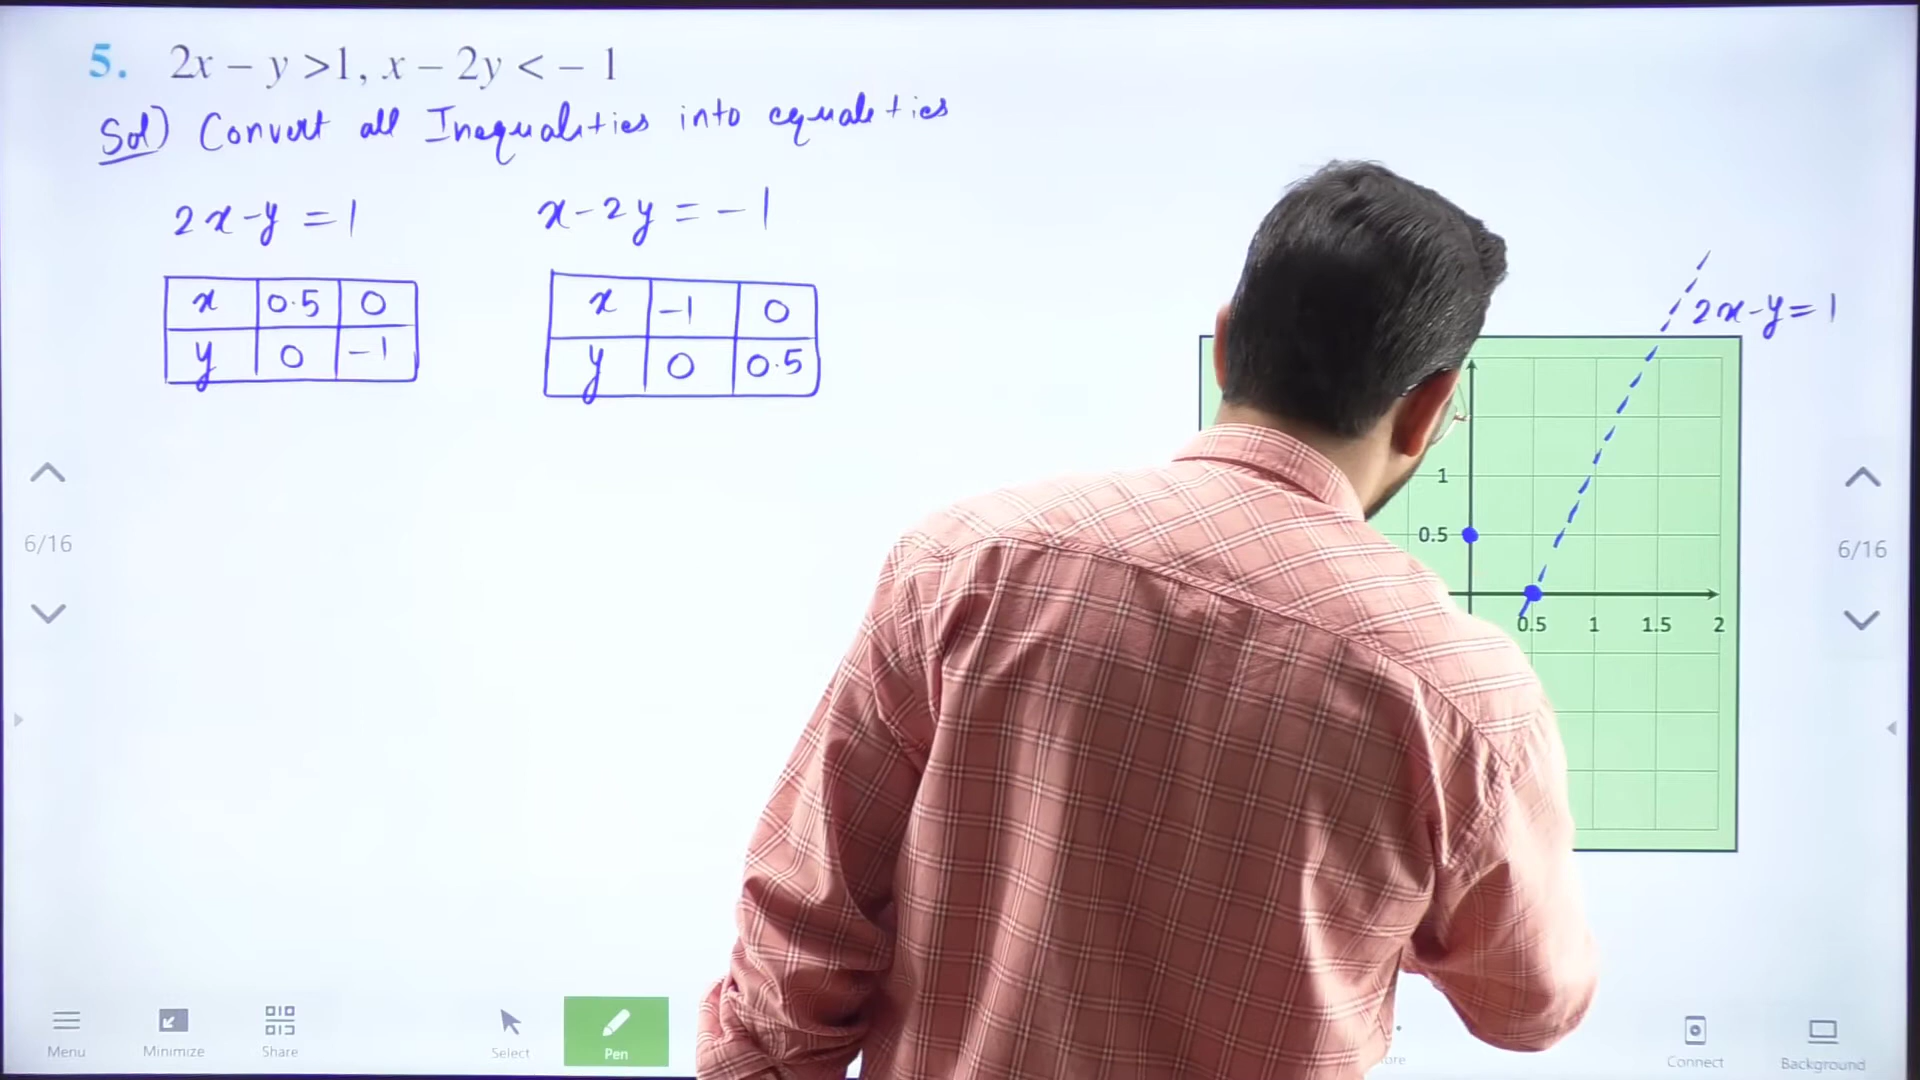 5. 2x – y >1, x – 2y < – 1
Sol) Convert all Inequalities into equaleties
2x-y = 1
x-2y = -1
x 0.5 0
y 0 -1
x -1 0
y 0 0.5
2x-y = 1
1
0.5
0.5 1 1.5 2
6/16
6/16
Menu
Minimize
Share
Select
Pen
Connect
Background